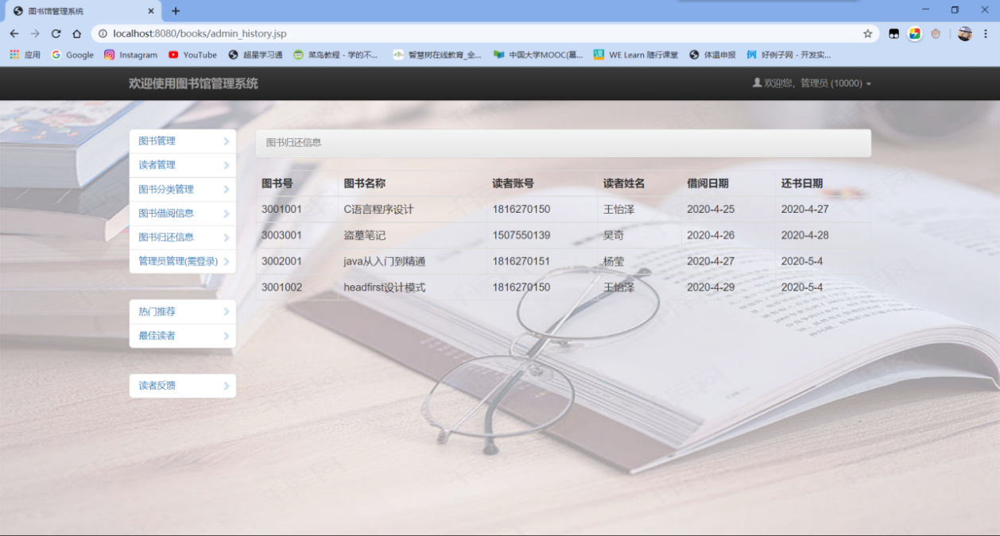 图书馆管理系统
localhost:8080/books/admin_history.jsp
应用 Google Instagram YouTube 超星学习通 菜鸟教程 - 学的不... 智慧树在线教育_全... 中国大学MOOC(慕... WE Learn 随行课堂 体温申报 好例子网 - 开发实...
欢迎使用图书馆管理系统 欢迎您，管理员 (10000)
图书管理
读者管理
图书分类管理
图书借阅信息
图书归还信息
管理员管理(需登录)
热门推荐
最佳读者
读者反馈
图书归还信息
图书号 图书名称 读者账号 读者姓名 借阅日期 还书日期
3001001 C语言程序设计 1816270150 王怡泽 2020-4-25 2020-4-27
3003001 盗墓笔记 1507550139 吴奇 2020-4-26 2020-4-28
3002001 java从入门到精通 1816270151 杨莹 2020-4-27 2020-5-4
3001002 headfirst设计模式 1816270150 王怡泽 2020-4-29 2020-5-4